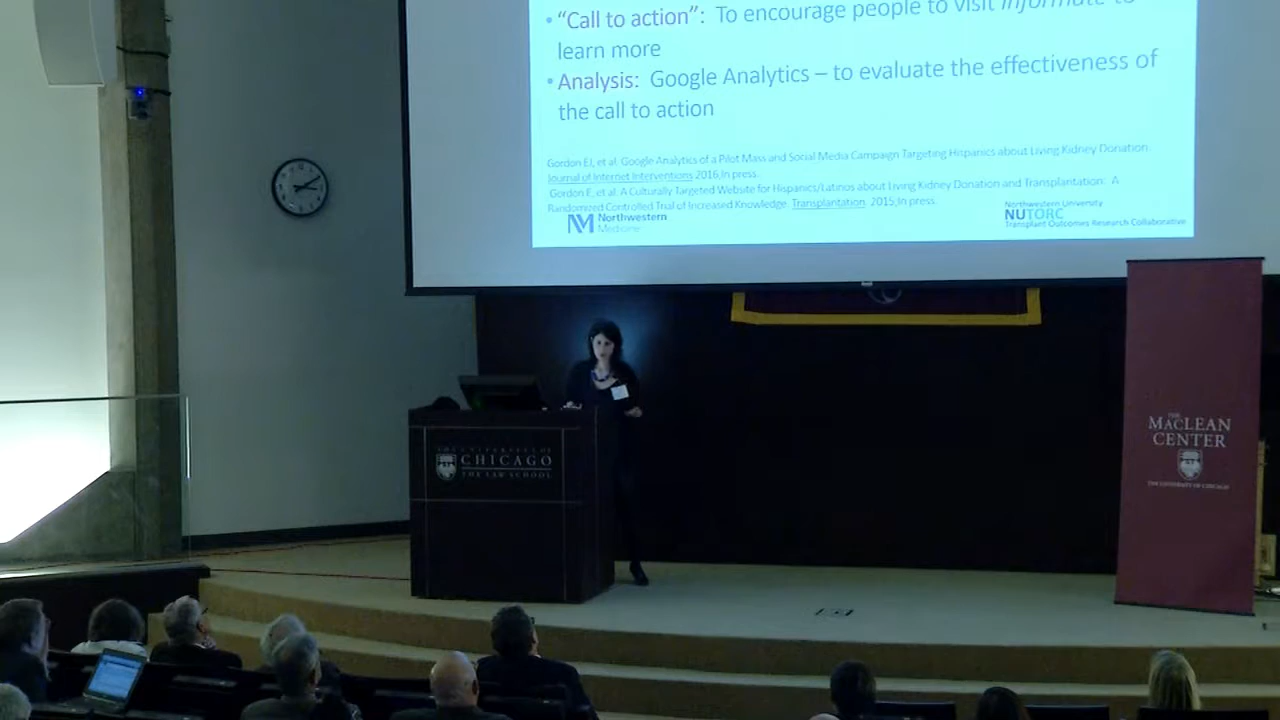 • "Call to action": To encourage people to visit Infórmate to
learn more
• Analysis: Google Analytics – to evaluate the effectiveness of
the call to action
Gordon EJ, et al. Google Analytics of a Pilot Mass and Social Media Campaign Targeting Hispanics about Living Kidney Donation.
Journal of Internet Interventions 2016,In press.
Gordon E, et al. A Culturally Targeted Website for Hispanics/Latinos about Living Kidney Donation and Transplantation: A
Randomized Controlled Trial of Increased Knowledge. Transplantation. 2015;In press.
NM Northwestern
Medicine
Northwestern University
NUTORC
Transplant Outcomes Research Collaborative
THE UNIVERSITY OF
CHICAGO
THE LAW SCHOOL
THE
MACLEAN
CENTER
THE UNIVERSITY OF CHICAGO